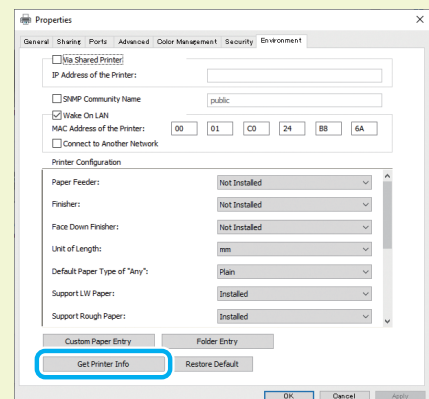 Properties
General Sharing Ports Advanced Color Management Security Environment
Via Shared Printer
IP Address of the Printer:
SNMP Community Name public
Wake On LAN
MAC Address of the Printer: 00 01 C0 24 B8 6A
Connect to Another Network
Printer Configuration
Paper Feeder: Not Installed
Finisher: Not Installed
Face Down Finisher: Not Installed
Unit of Length: mm
Default Paper Type of "Any": Plain
Support LW Paper: Installed
Support Rough Paper: Installed
Custom Paper Entry Folder Entry
Get Printer Info Restore Default
OK Cancel Apply